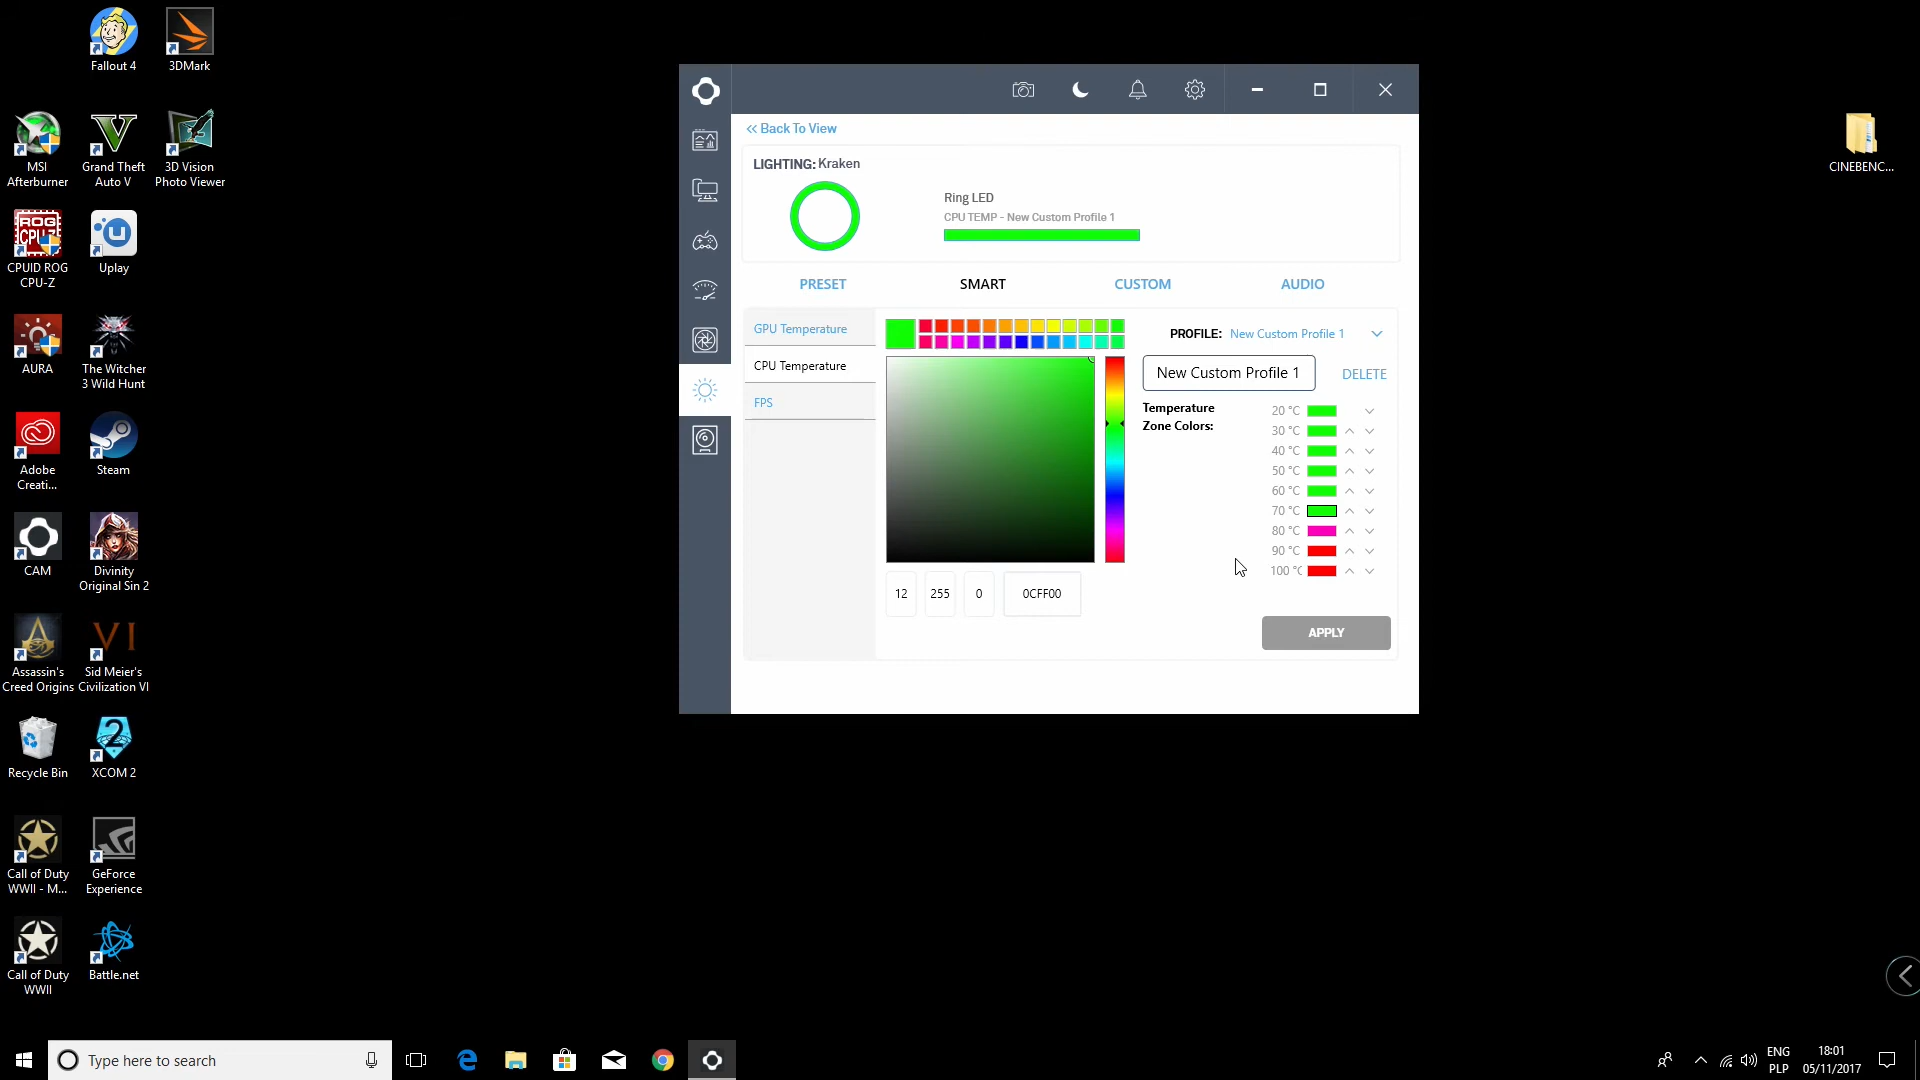 Fallout 4
3DMark
MSI
Afterburner
Grand Theft
Auto V
3D Vision
Photo Viewer
CPUID ROG
CPU-Z
Uplay
AURA
The Witcher
3 Wild Hunt
Adobe
Creati...
Steam
CAM
Divinity
Original Sin 2
Assassin's
Creed Origins
Sid Meier's
Civilization VI
Recycle Bin
XCOM 2
Call of Duty
WWII - M...
GeForce
Experience
Call of Duty
WWII
Battle.net
CINEBENC...
ROG
CPU-Z
<< Back To View
LIGHTING: Kraken
Ring LED
CPU TEMP - New Custom Profile 1
PRESET
SMART
CUSTOM
AUDIO
GPU Temperature
CPU Temperature
FPS
PROFILE: New Custom Profile 1
New Custom Profile 1
DELETE
Temperature
Zone Colors:
20 °C
30 °C
40 °C
50 °C
60 °C
70 °C
80 °C
90 °C
100 °C
12 255 0 0CFF00
APPLY
Type here to search
ENG
PLP
18:01
05/11/2017